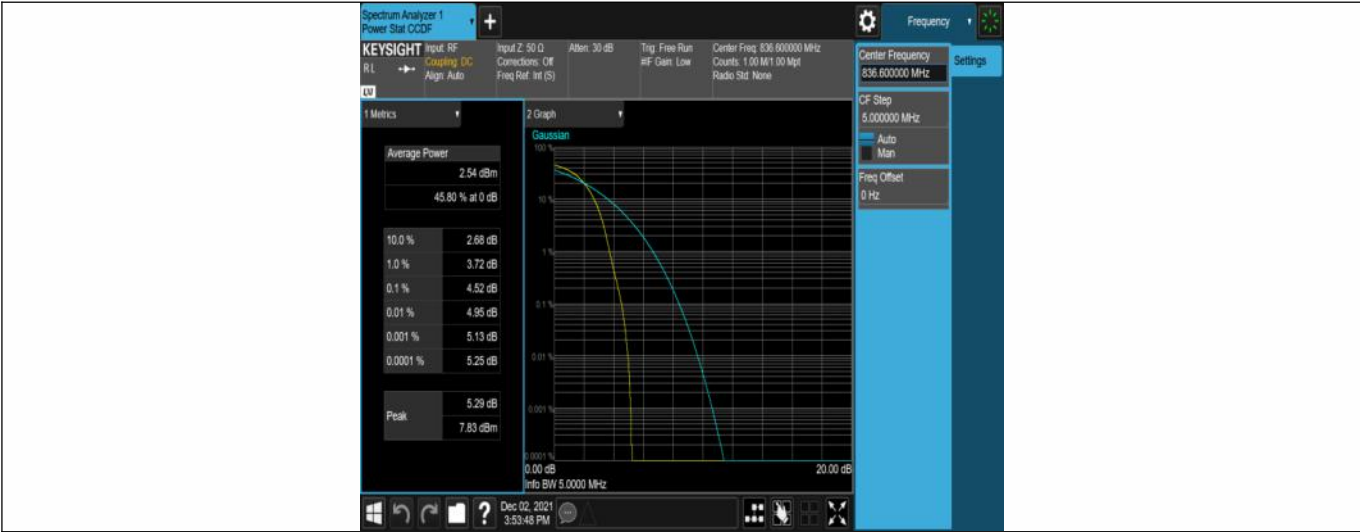 Spectrum Analyzer 1
Power Stat CCDF
Frequency
KEYSIGHT
RL
LXI
Input: RF
Coupling: DC
Align: Auto
Input Z: 50 Ω
Corrections: Off
Freq Ref: Int (S)
Atten: 30 dB
Trig: Free Run
#IF Gain: Low
Center Freq: 836.600000 MHz
Counts: 1.00 M/1.00 Mpt
Radio Std: None
Center Frequency
836.600000 MHz
Settings
CF Step
5.000000 MHz
Auto
Man
Freq Offset
0 Hz
1 Metrics
Average Power
2.54 dBm
45.80 % at 0 dB
10.0 % 2.68 dB
1.0 % 3.72 dB
0.1 % 4.52 dB
0.01 % 4.95 dB
0.001 % 5.13 dB
0.0001 % 5.25 dB
Peak
5.29 dB
7.83 dBm
2 Graph
Gaussian
100 %
10 %
1 %
0.1 %
0.01 %
0.001 %
0.0001 %
0.00 dB 20.00 dB
Info BW 5.0000 MHz
?
Dec 02, 2021
3:53:48 PM